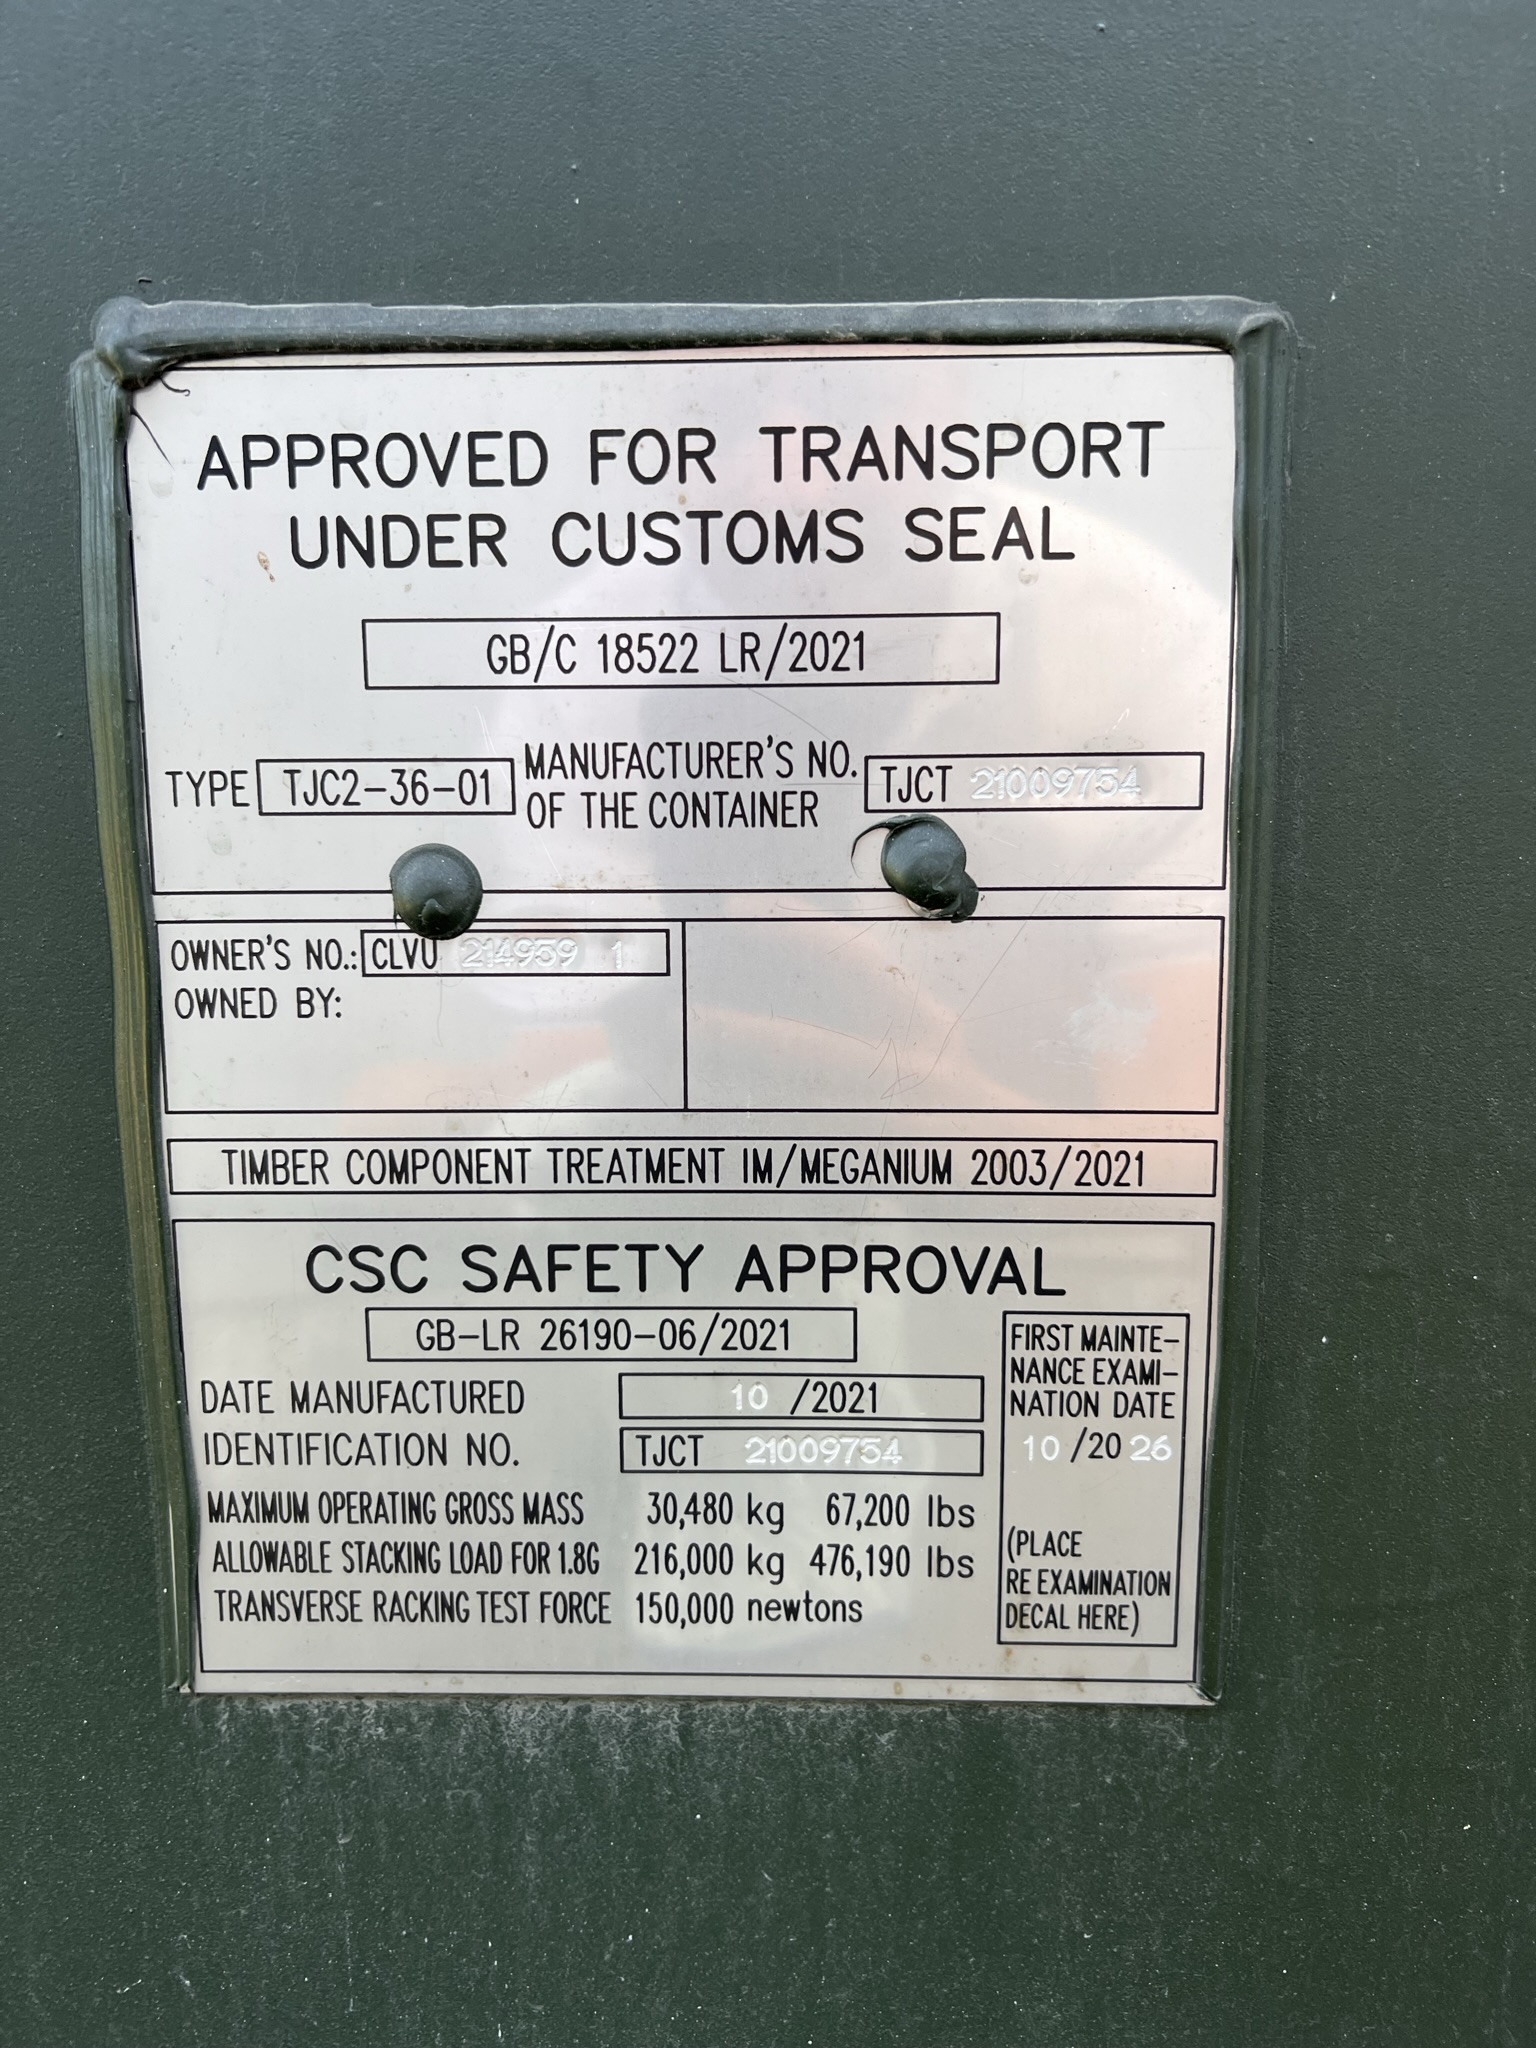 APPROVED FOR TRANSPORT
UNDER CUSTOMS SEAL
GB/C 18522 LR/2021
TYPE TJC2-36-01 MANUFACTURER'S NO. OF THE CONTAINER TJCT 21009754
OWNER'S NO.: CLVU 214959 1
OWNED BY:
TIMBER COMPONENT TREATMENT IM/MEGANIUM 2003/2021
CSC SAFETY APPROVAL
GB-LR 26190-06/2021
DATE MANUFACTURED 10 /2021
IDENTIFICATION NO. TJCT 21009754
MAXIMUM OPERATING GROSS MASS 30,480 kg 67,200 lbs
ALLOWABLE STACKING LOAD FOR 1.8G 216,000 kg 476,190 lbs
TRANSVERSE RACKING TEST FORCE 150,000 newtons
FIRST MAINTE-
NANCE EXAMI-
NATION DATE
10 /20 26
(PLACE
RE EXAMINATION
DECAL HERE)